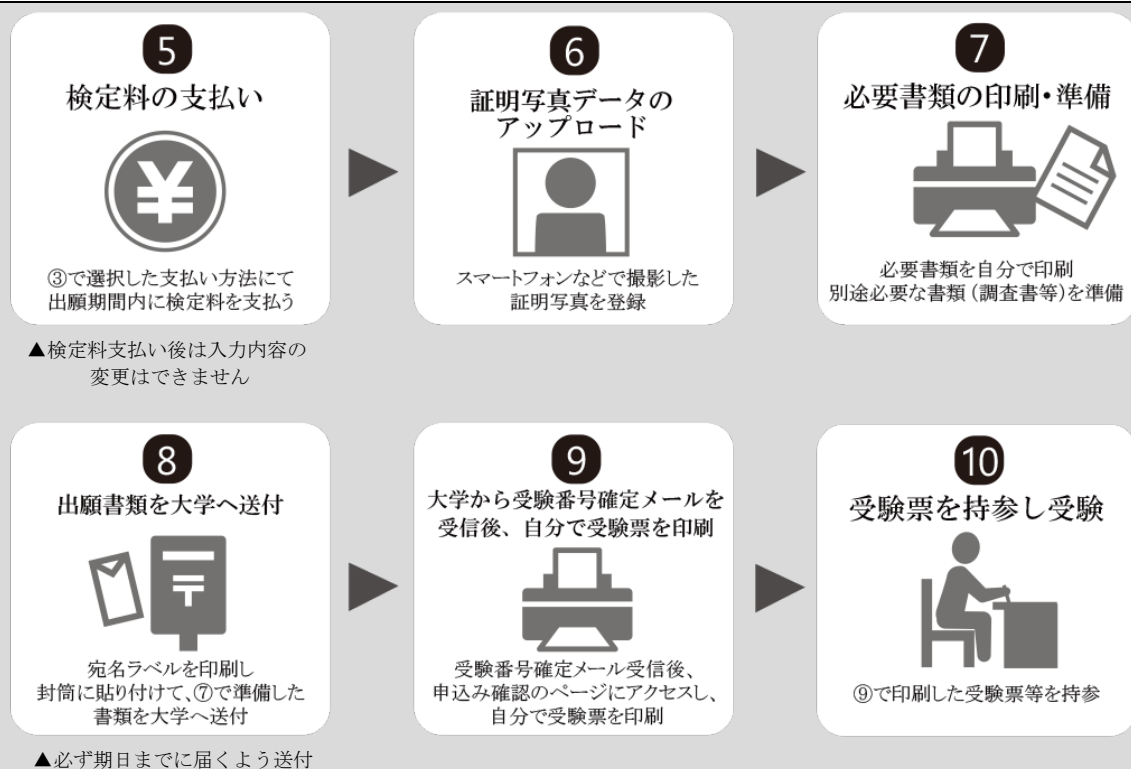 5
検定料の支払い
¥
③で選択した支払い方法にて
出願期間内に検定料を支払う
▲検定料支払い後は入力内容の
変更はできません
6
証明写真データの
アップロード
スマートフォンなどで撮影した
証明写真を登録
7
必要書類の印刷・準備
必要書類を自分で印刷
別途必要な書類(調査書等)を準備
8
出願書類を大学へ送付
〒
宛名ラベルを印刷し
封筒に貼り付けて、⑦で準備した
書類を大学へ送付
▲必ず期日までに届くよう送付
9
大学から受験番号確定メールを
受信後、自分で受験票を印刷
受験番号確定メール受信後、
申込み確認のページにアクセスし、
自分で受験票を印刷
10
受験票を持参し受験
⑨で印刷した受験票等を持参